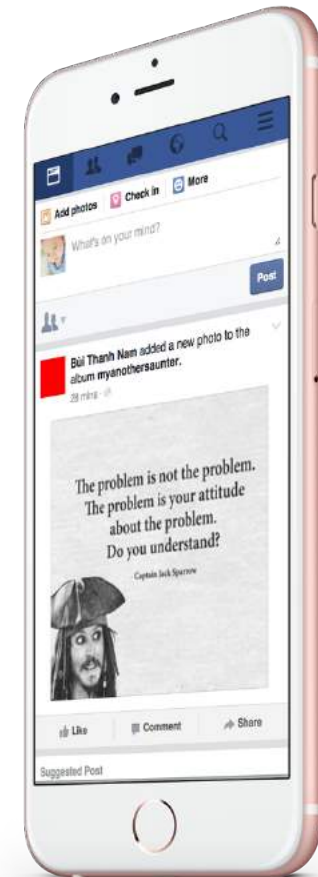 Add photos Check in More
What's on your mind?
Post
Bùi Thanh Nam added a new photo to the
album myanothersaunter.
28 mins
The problem is not the problem.
The problem is your attitude
about the problem.
Do you understand?
Captain Jack Sparrow
Like Comment Share
Suggested Post